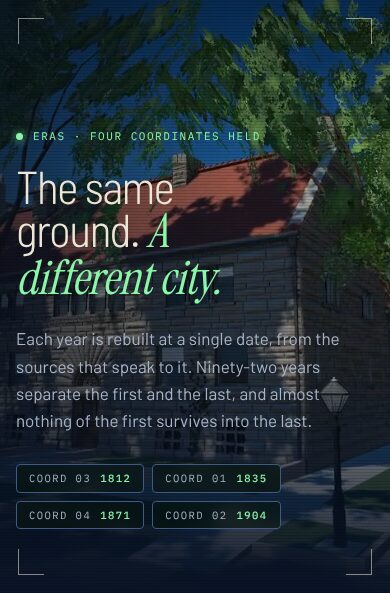 ERAS · FOUR COORDINATES HELD
The same
ground. A
different city.
Each year is rebuilt at a single date, from the
sources that speak to it. Ninety-two years
separate the first and the last, and almost
nothing of the first survives into the last.
COORD 03 1812 COORD 01 1835
COORD 04 1871 COORD 02 1904